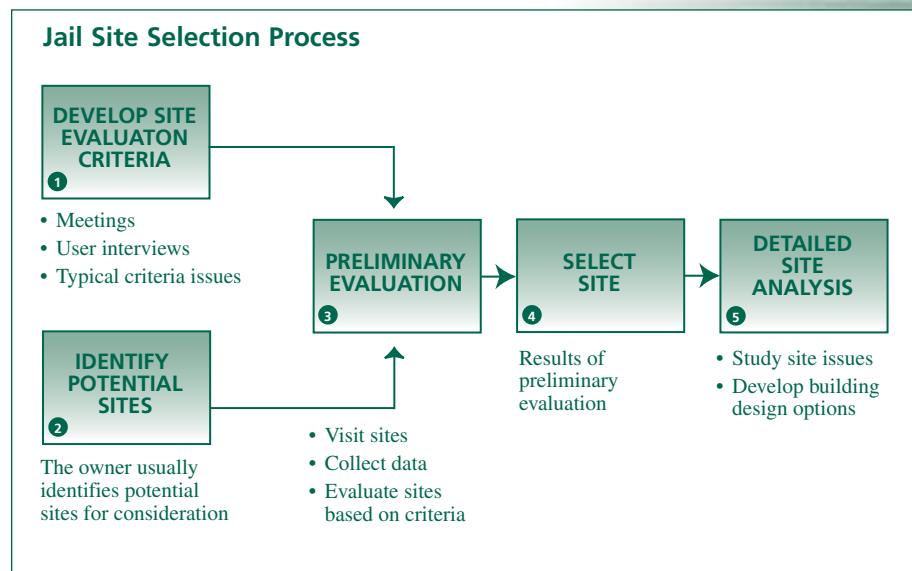 Jail Site Selection Process
DEVELOP SITE
EVALUATON
CRITERIA
1
• Meetings
• User interviews
• Typical criteria issues
IDENTIFY
POTENTIAL
SITES
2
The owner usually
identifies potential
sites for consideration
PRELIMINARY
EVALUATION
3
• Visit sites
• Collect data
• Evaluate sites
based on criteria
SELECT
SITE
4
Results of
preliminary
evaluation
DETAILED
SITE
ANALYSIS
5
• Study site issues
• Develop building
design options